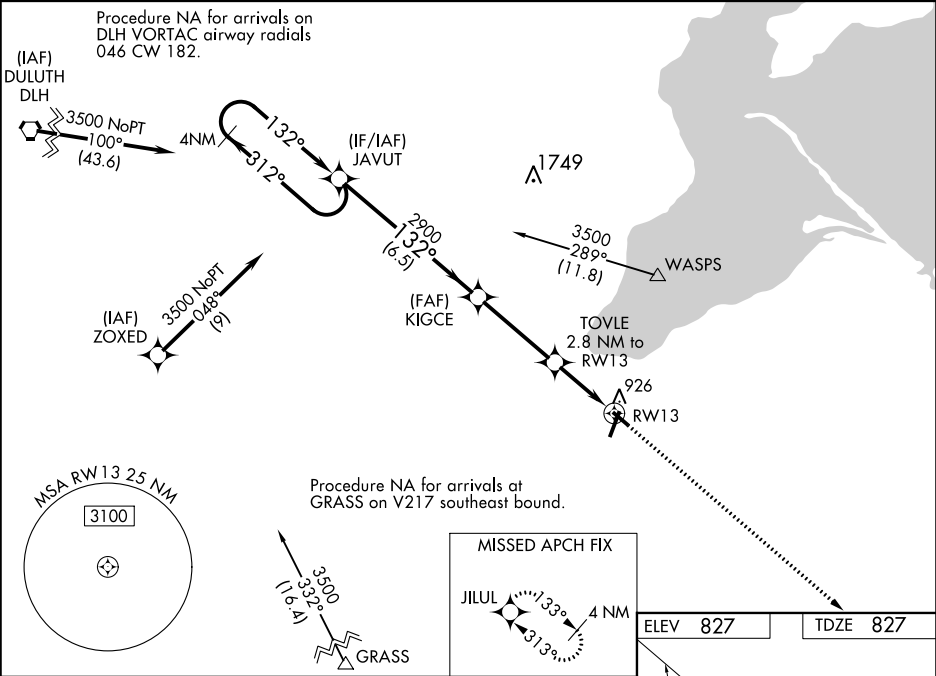 Procedure NA for arrivals on
DLH VORTAC airway radials
046 CW 182.
(IAF)
DULUTH
DLH
3500 NoPT
100°
(43.6)
4NM
132°
312°
(IF/IAF)
JAVUT
1749
2900
132°
(6.5)
3500
289°
(11.8)
WASPS
(IAF)
ZOXED
3500 NoPT
048°
(9)
(FAF)
KIGCE
TOVLE
2.8 NM to
RW13
926
RW13
MSA RW13 25 NM
3100
Procedure NA for arrivals at
GRASS on V217 southeast bound.
3500
332°
(16.4)
GRASS
MISSED APCH FIX
JILUL
133°
313°
4 NM
ELEV 827
TDZE 827